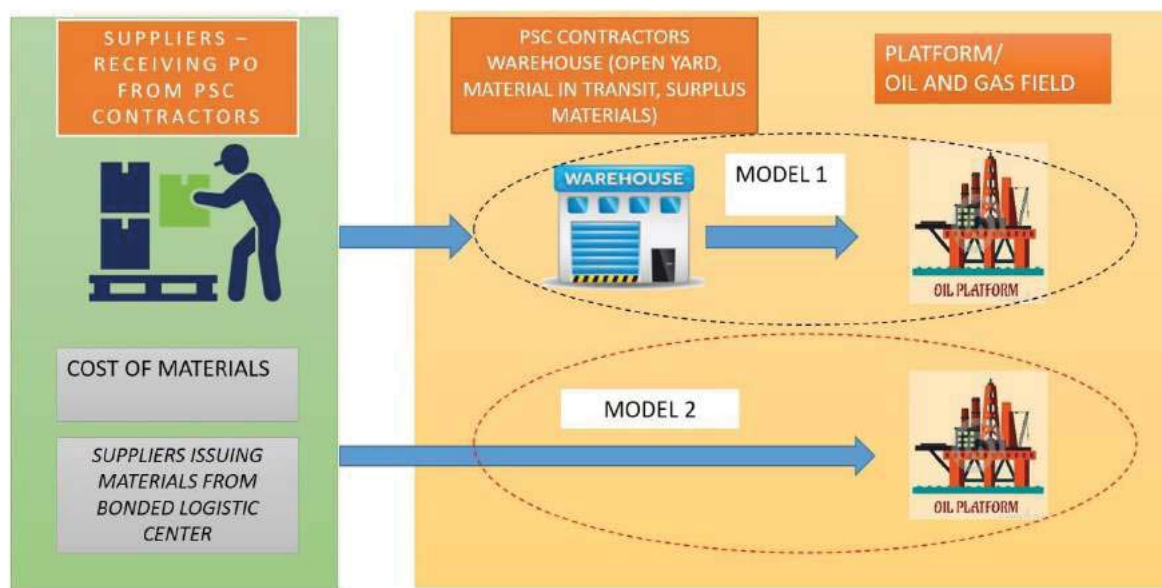 SUPPLIERS –
RECEIVING PO
FROM PSC
CONTRACTORS
PSC CONTRACTORS
WAREHOUSE (OPEN YARD,
MATERIAL IN TRANSIT, SURPLUS
MATERIALS)
PLATFORM/
OIL AND GAS FIELD
WAREHOUSE
MODEL 1
OIL PLATFORM
COST OF MATERIALS
SUPPLIERS ISSUING
MATERIALS FROM
BONDED LOGISTIC
CENTER
MODEL 2
OIL PLATFORM